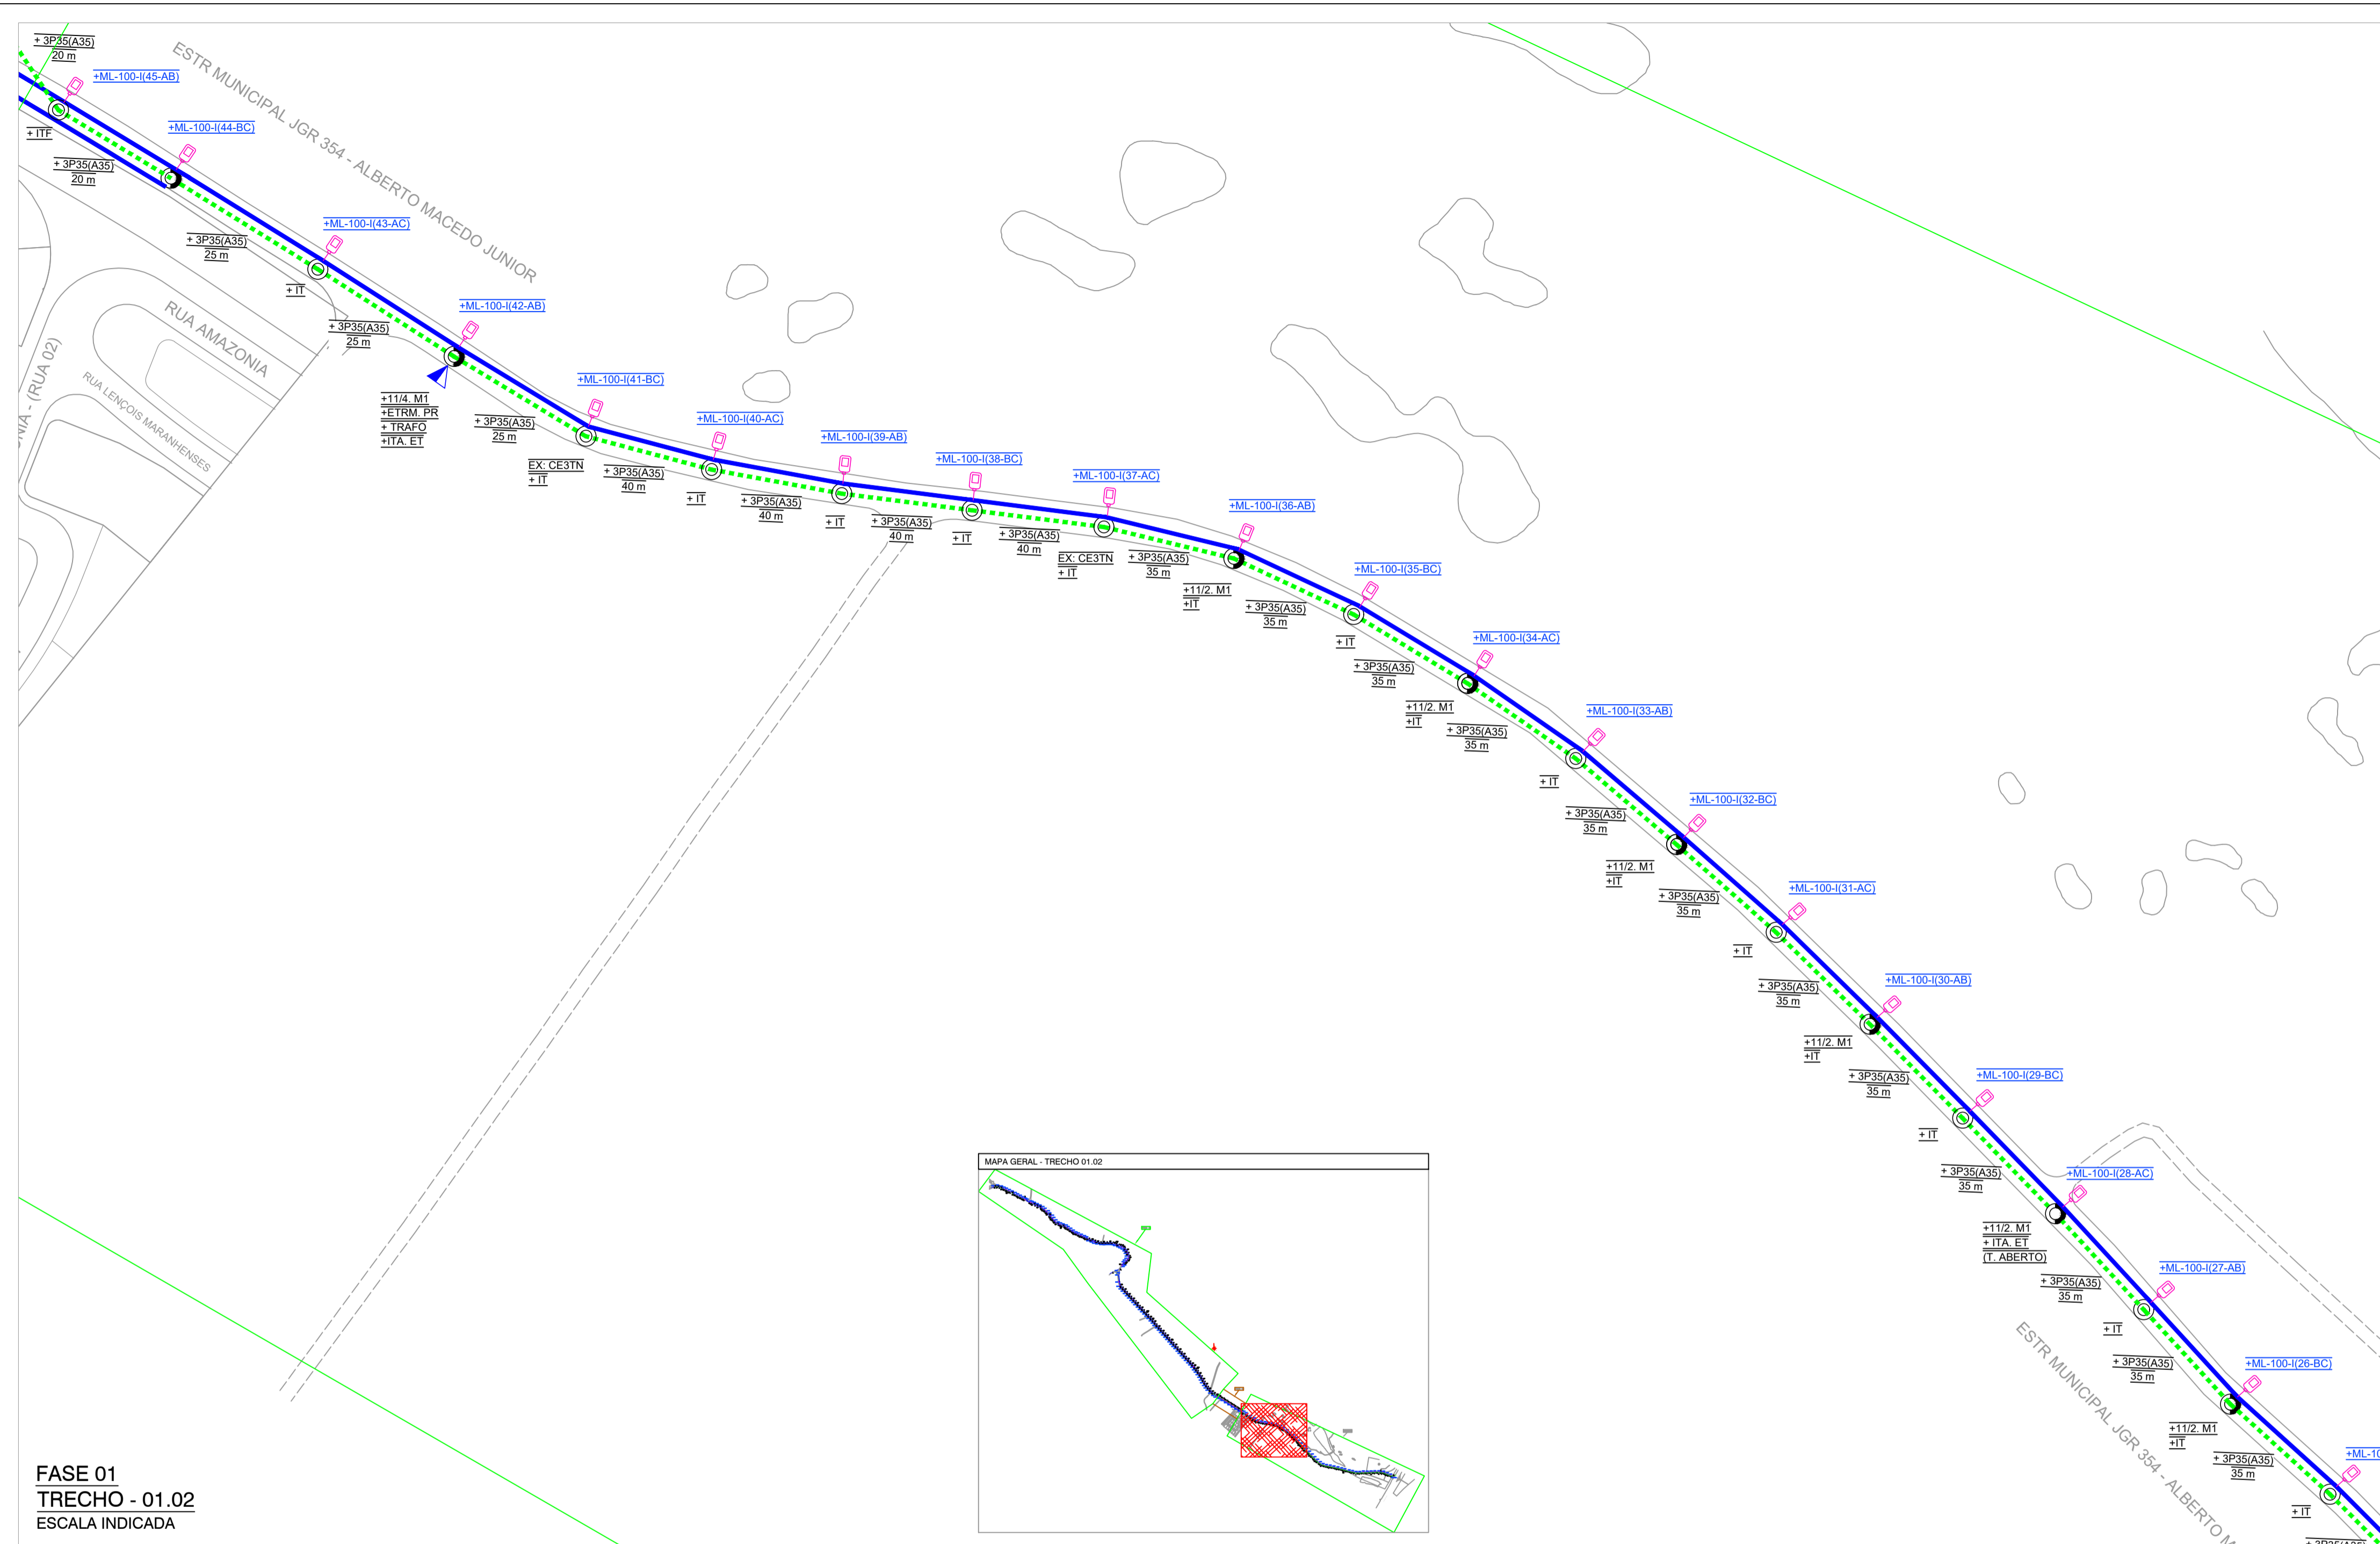 + 3P35(A35)
20 m
+ML-100-I(45-AB)
ESTR MUNICIPAL JGR 354 - ALBERTO MACEDO JUNIOR
+ML-100-I(44-BC)
+ ITF
+ 3P35(A35)
20 m
+ML-100-I(43-AC)
+ 3P35(A35)
25 m
+ IT
+ML-100-I(42-AB)
RUA AMAZONIA
+ 3P35(A35)
25 m
- (RUA 02)
RUA LENÇOIS MARANHENSES
+11/4. M1
+ETRM. PR
+ TRAFO
+ITA. ET
+ML-100-I(41-BC)
+ 3P35(A35)
25 m
EX: CE3TN
+ IT
+ML-100-I(40-AC)
+ 3P35(A35)
40 m
+ IT
+ML-100-I(39-AB)
+ 3P35(A35)
40 m
+ IT
+ML-100-I(38-BC)
+ 3P35(A35)
40 m
+ IT
+ML-100-I(37-AC)
+ 3P35(A35)
40 m
EX: CE3TN
+ IT
+ 3P35(A35)
35 m
+ML-100-I(36-AB)
+11/2. M1
+IT
+ 3P35(A35)
35 m
+ML-100-I(35-BC)
+ IT
+ 3P35(A35)
35 m
+ML-100-I(34-AC)
+11/2. M1
+IT
+ 3P35(A35)
35 m
+ML-100-I(33-AB)
+ IT
+ 3P35(A35)
35 m
+ML-100-I(32-BC)
+11/2. M1
+IT
+ 3P35(A35)
35 m
+ML-100-I(31-AC)
+ IT
+ 3P35(A35)
35 m
+ML-100-I(30-AB)
+11/2. M1
+IT
+ 3P35(A35)
35 m
+ML-100-I(29-BC)
+ IT
+ 3P35(A35)
35 m
+ML-100-I(28-AC)
+11/2. M1
+ ITA. ET
(T. ABERTO)
+ 3P35(A35)
35 m
+ML-100-I(27-AB)
+ IT
+ 3P35(A35)
35 m
+ML-100-I(26-BC)
+11/2. M1
+IT
+ 3P35(A35)
35 m
+ IT
ESTR MUNICIPAL JGR 354 - ALBERTO
MAPA GERAL - TRECHO 01.02
FASE 01
TRECHO - 01.02
ESCALA INDICADA